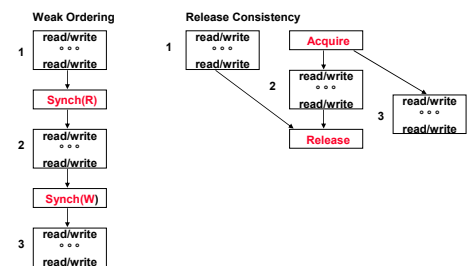 Weak Ordering
1
read/write
° ° °
read/write
Synch(R)
2
read/write
° ° °
read/write
Synch(W)
3
read/write
° ° °
read/write
Release Consistency
1
read/write
° ° °
read/write
Acquire
2
read/write
° ° °
read/write
Release
3
read/write
° ° °
read/write